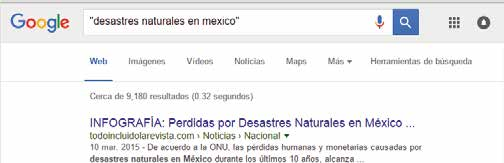 Google "desastres naturales en mexico"
Web Imágenes Vídeos Noticias Maps Más Herramientas de búsqueda
Cerca de 9,180 resultados (0.32 segundos)
INFOGRAFÍA: Perdidas por Desastres Naturales en México ...
todoincluidolarevista.com › Noticias › Nacional
10 mar. 2015 - De acuerdo a la ONU, las pérdidas humanas y monetarias causadas por
desastres naturales en México durante los últimos 10 años, alcanza ...